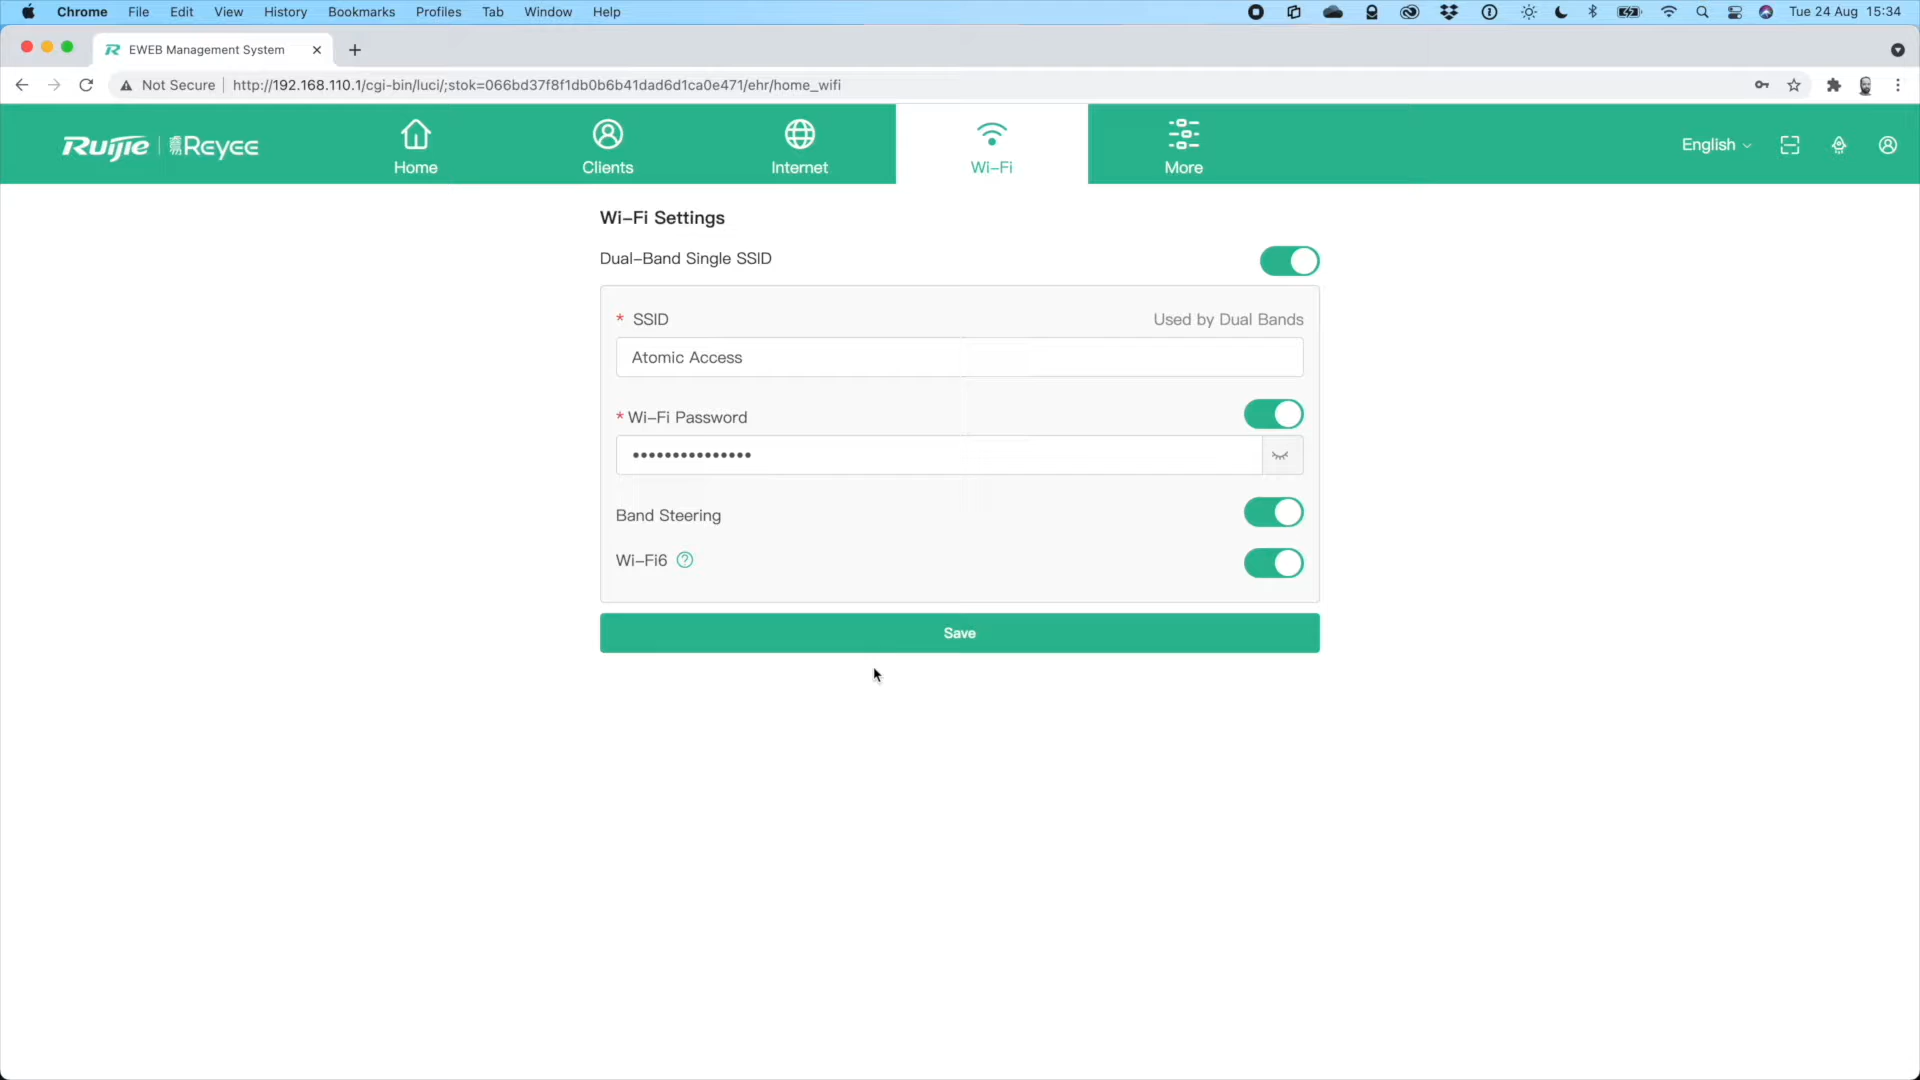 Chrome File Edit View History Bookmarks Profiles Tab Window Help Tue 24 Aug 15:34
EWEB Management System
Not Secure http://192.168.110.1/cgi-bin/luci/;stok=066bd37f8f1db0b6b41dad6d1ca0e471/ehr/home_wifi
Ruijie Reyee
Home
Clients
Internet
Wi-Fi
More
English
Wi-Fi Settings
Dual-Band Single SSID
* SSID Used by Dual Bands
Atomic Access
* Wi-Fi Password
•••••••••••••••
Band Steering
Wi-Fi6 ?
Save